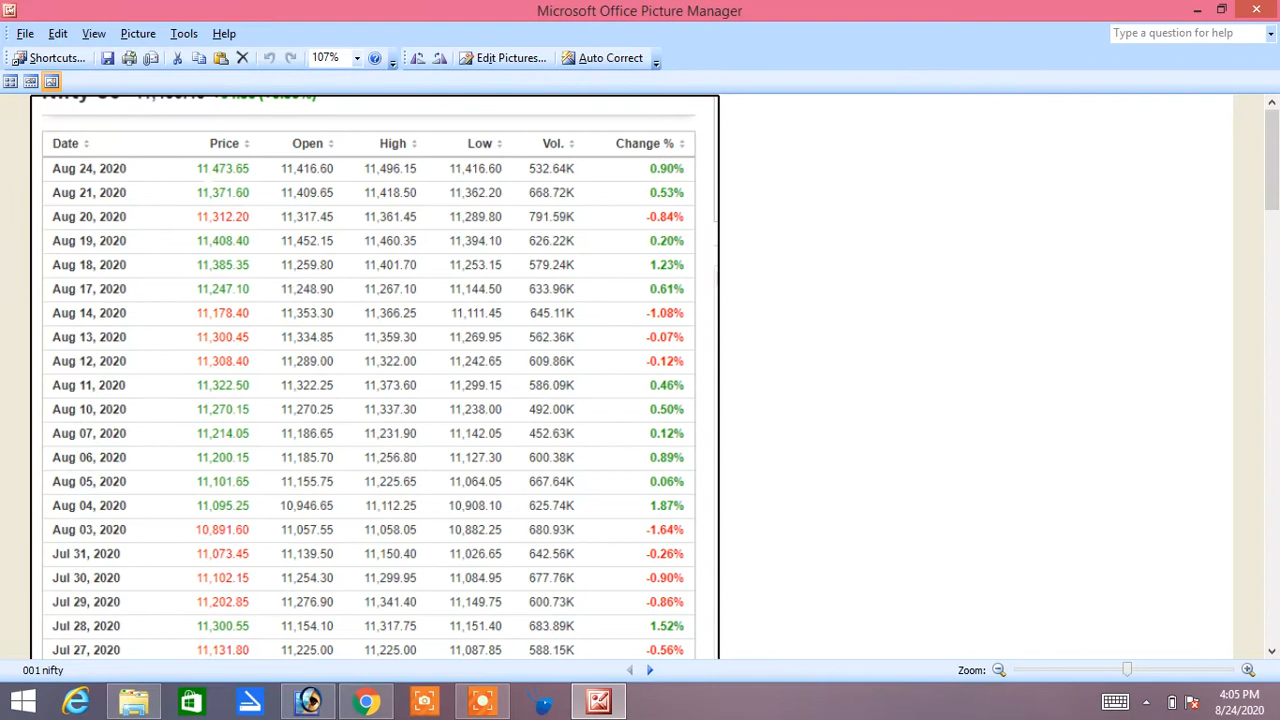 Microsoft Office Picture Manager
File Edit View Picture Tools Help
Type a question for help
Shortcuts... 107% Edit Pictures... Auto Correct
Date Price Open High Low Vol. Change %
Aug 24, 2020 11 473.65 11,416.60 11,496.15 11,416.60 532.64K 0.90%
Aug 21, 2020 11,371.60 11,409.65 11,418.50 11,362.20 668.72K 0.53%
Aug 20, 2020 11,312.20 11,317.45 11,361.45 11,289.80 791.59K -0.84%
Aug 19, 2020 11,408.40 11,452.15 11,460.35 11,394.10 626.22K 0.20%
Aug 18, 2020 11,385.35 11,259.80 11,401.70 11,253.15 579.24K 1.23%
Aug 17, 2020 11,247.10 11,248.90 11,267.10 11,144.50 633.96K 0.61%
Aug 14, 2020 11,178.40 11,353.30 11,366.25 11,111.45 645.11K -1.08%
Aug 13, 2020 11,300.45 11,334.85 11,359.30 11,269.95 562.36K -0.07%
Aug 12, 2020 11,308.40 11,289.00 11,322.00 11,242.65 609.86K -0.12%
Aug 11, 2020 11,322.50 11,322.25 11,373.60 11,299.15 586.09K 0.46%
Aug 10, 2020 11,270.15 11,270.25 11,337.30 11,238.00 492.00K 0.50%
Aug 07, 2020 11,214.05 11,186.65 11,231.90 11,142.05 452.63K 0.12%
Aug 06, 2020 11,200.15 11,185.70 11,256.80 11,127.30 600.38K 0.89%
Aug 05, 2020 11,101.65 11,155.75 11,225.65 11,064.05 667.64K 0.06%
Aug 04, 2020 11,095.25 10,946.65 11,112.25 10,908.10 625.74K 1.87%
Aug 03, 2020 10,891.60 11,057.55 11,058.05 10,882.25 680.93K -1.64%
Jul 31, 2020 11,073.45 11,139.50 11,150.40 11,026.65 642.56K -0.26%
Jul 30, 2020 11,102.15 11,254.30 11,299.95 11,084.95 677.76K -0.90%
Jul 29, 2020 11,202.85 11,276.90 11,341.40 11,149.75 600.73K -0.86%
Jul 28, 2020 11,300.55 11,154.10 11,317.75 11,151.40 683.89K 1.52%
Jul 27, 2020 11,131.80 11,225.00 11,225.00 11,087.85 588.15K -0.56%
001 nifty
Zoom:
4:05 PM
8/24/2020